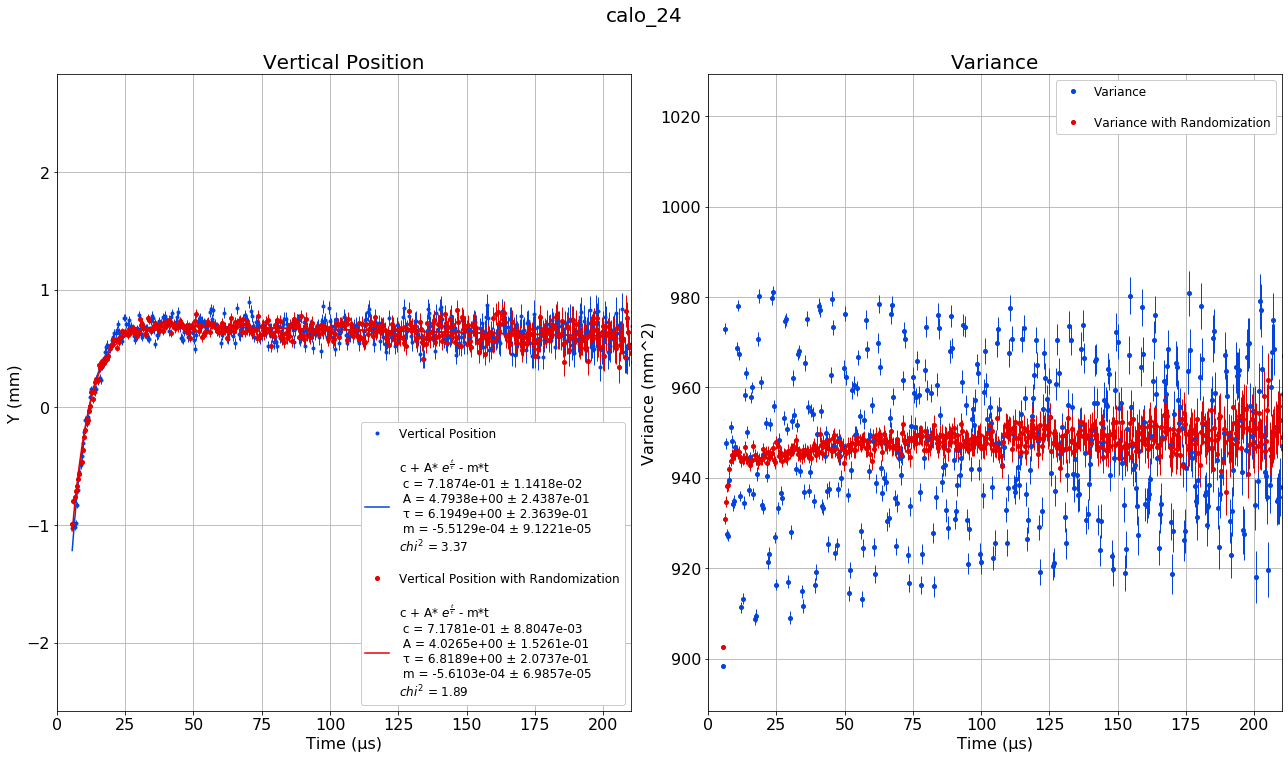 calo_24
Vertical Position
Y (mm)
2
1
0
−1
−2
0 25 50 75 100 125 150 175 200
Time (μs)
Vertical Position
c + A* e^{t/τ} - m*t
c = 7.1874e-01 ± 1.1418e-02
A = 4.7938e+00 ± 2.4387e-01
τ = 6.1949e+00 ± 2.3639e-01
m = -5.5129e-04 ± 9.1221e-05
chi² = 3.37
Vertical Position with Randomization
c + A* e^{t/τ} - m*t
c = 7.1781e-01 ± 8.8047e-03
A = 4.0265e+00 ± 1.5261e-01
τ = 6.8189e+00 ± 2.0737e-01
m = -5.6103e-04 ± 6.9857e-05
chi² = 1.89
Variance
Variance (mm^2)
1020
1000
980
960
940
920
900
0 25 50 75 100 125 150 175 200
Time (μs)
Variance
Variance with Randomization